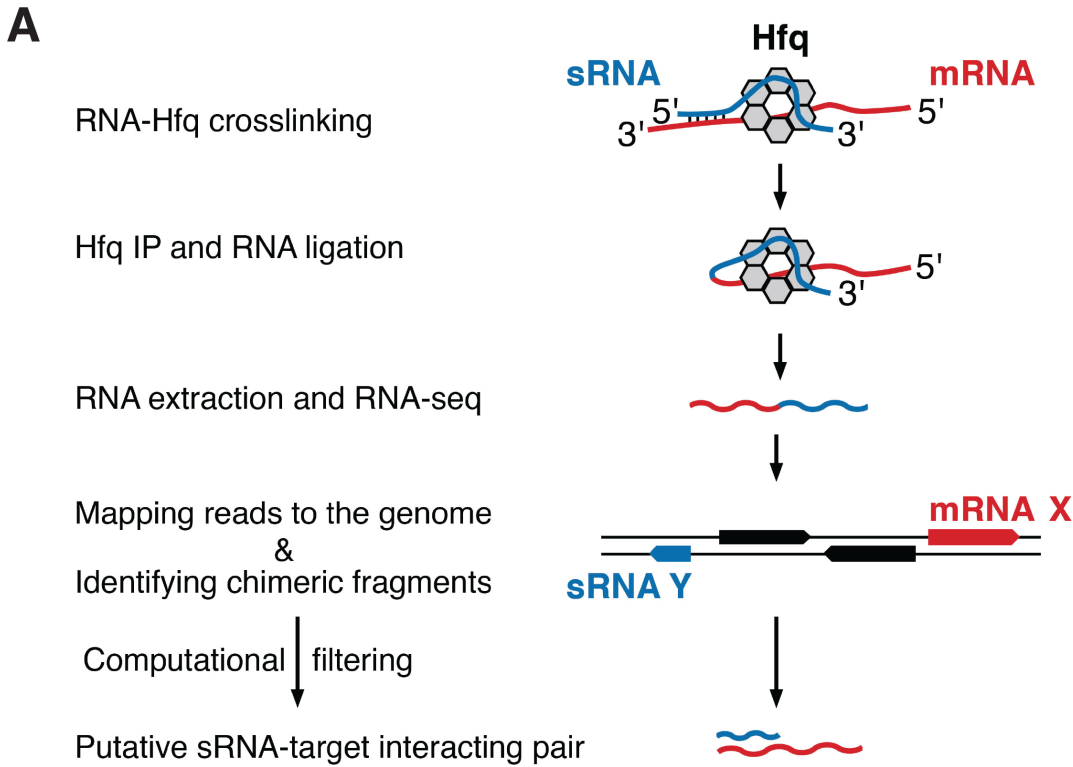 A
Hfq
sRNA
mRNA
RNA-Hfq crosslinking
5'
5'
3'
3'
Hfq IP and RNA ligation
5'
3'
RNA extraction and RNA-seq
Mapping reads to the genome
&
Identifying chimeric fragments
mRNA X
sRNA Y
Computational filtering
Putative sRNA-target interacting pair